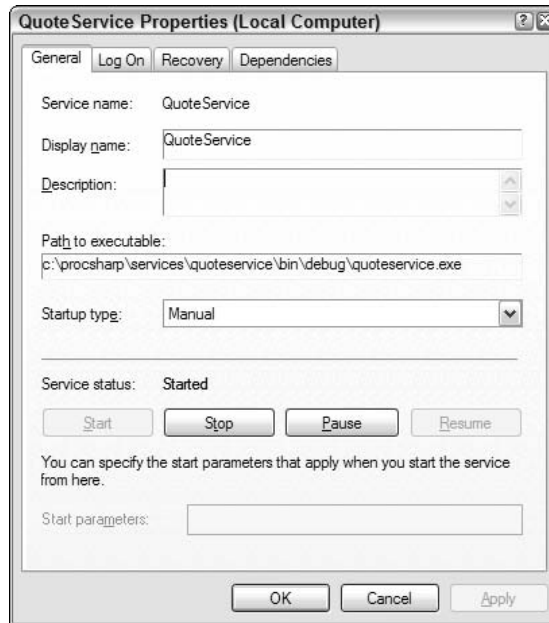 QuoteService Properties (Local Computer)
General Log On Recovery Dependencies
Service name: QuoteService
Display name: QuoteService
Description:
Path to executable:
c:\procsharp\services\quoteservice\bin\debug\quoteservice.exe
Startup type: Manual
Service status: Started
Start Stop Pause Resume
You can specify the start parameters that apply when you start the service
from here.
Start parameters:
OK Cancel Apply